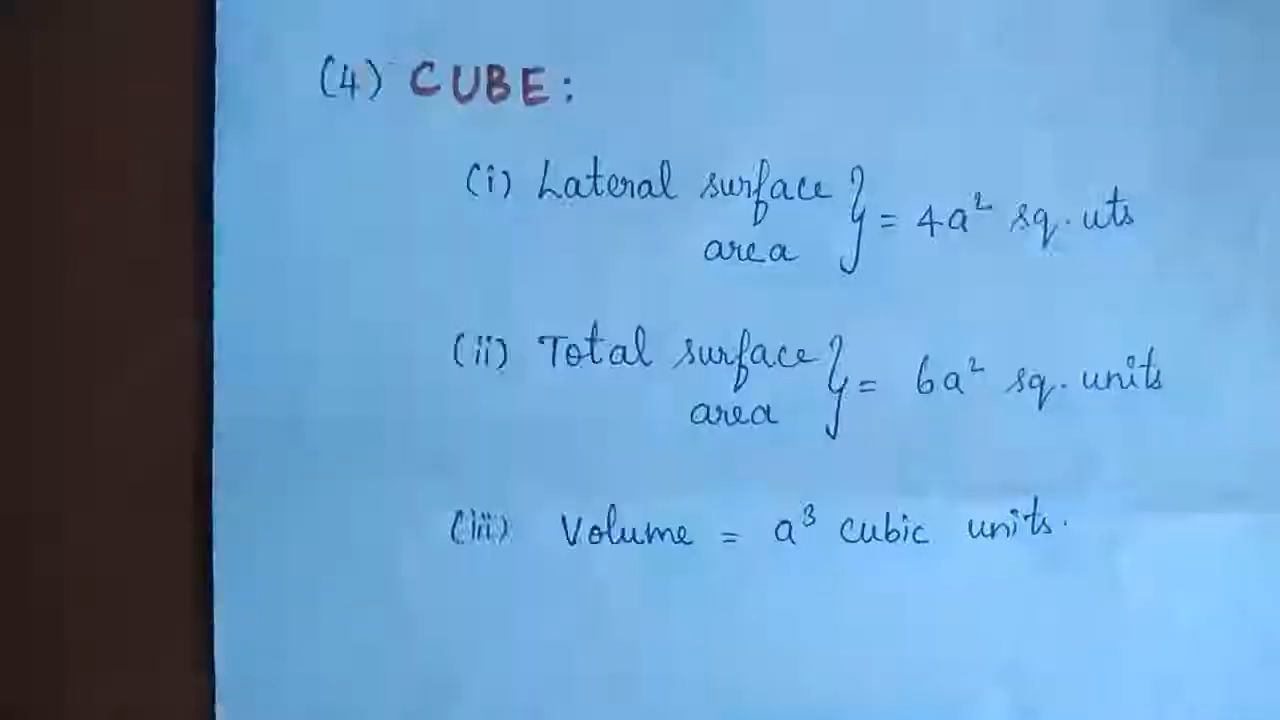 (4) CUBE:
(i) Lateral surface
area } = 4a² sq. uts
(ii) Total surface
area } = 6a² sq. units
(iii) Volume = a³ cubic units.